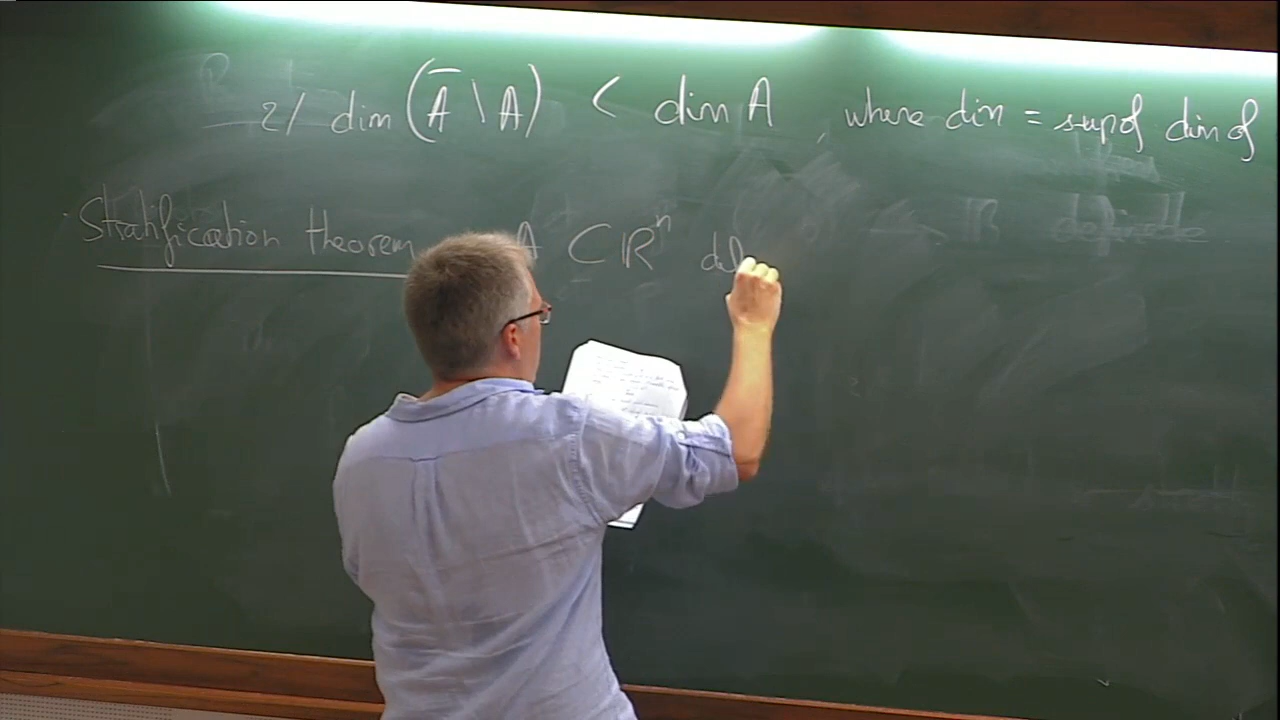 2/ dim (A̅ \ A) < dim A , where dim = sup of dim of
Stratification theorem A ⊂ ℝⁿ def